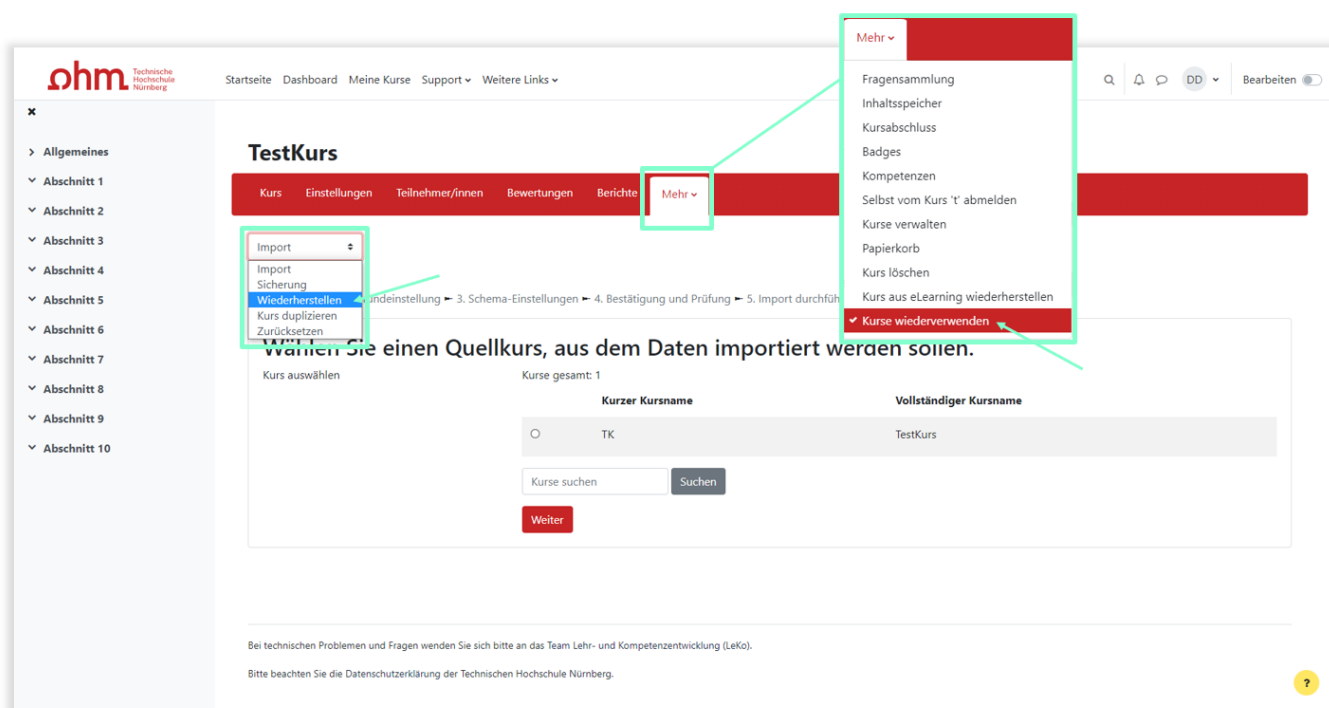 Mehr
Fragensammlung
Inhaltsspeicher
Kursabschluss
Badges
Kompetenzen
Selbst vom Kurs 't' abmelden
Kurse verwalten
Papierkorb
Kurs löschen
Kurs aus eLearning wiederherstellen
Kurse wiederverwenden
ohm Technische
Hochschule
Nürnberg
Startseite Dashboard Meine Kurse Support Weitere Links
DD Bearbeiten
Allgemeines
Abschnitt 1
Abschnitt 2
Abschnitt 3
Abschnitt 4
Abschnitt 5
Abschnitt 6
Abschnitt 7
Abschnitt 8
Abschnitt 9
Abschnitt 10
TestKurs
Kurs Einstellungen Teilnehmer/innen Bewertungen Berichte Mehr
Import
Import
Sicherung
Wiederherstellen
Kurs duplizieren
Zurücksetzen
ndeinstellung ► 3. Schema-Einstellungen ► 4. Bestätigung und Prüfung ► 5. Import durchfüh
Wählen Sie einen Quellkurs, aus dem Daten importiert werden sollen.
Kurs auswählen
Kurse gesamt: 1
Kurzer Kursname Vollständiger Kursname
TK TestKurs
Kurse suchen Suchen
Weiter
Bei technischen Problemen und Fragen wenden Sie sich bitte an das Team Lehr- und Kompetenzentwicklung (LeKo).
Bitte beachten Sie die Datenschutzerklärung der Technischen Hochschule Nürnberg.
?